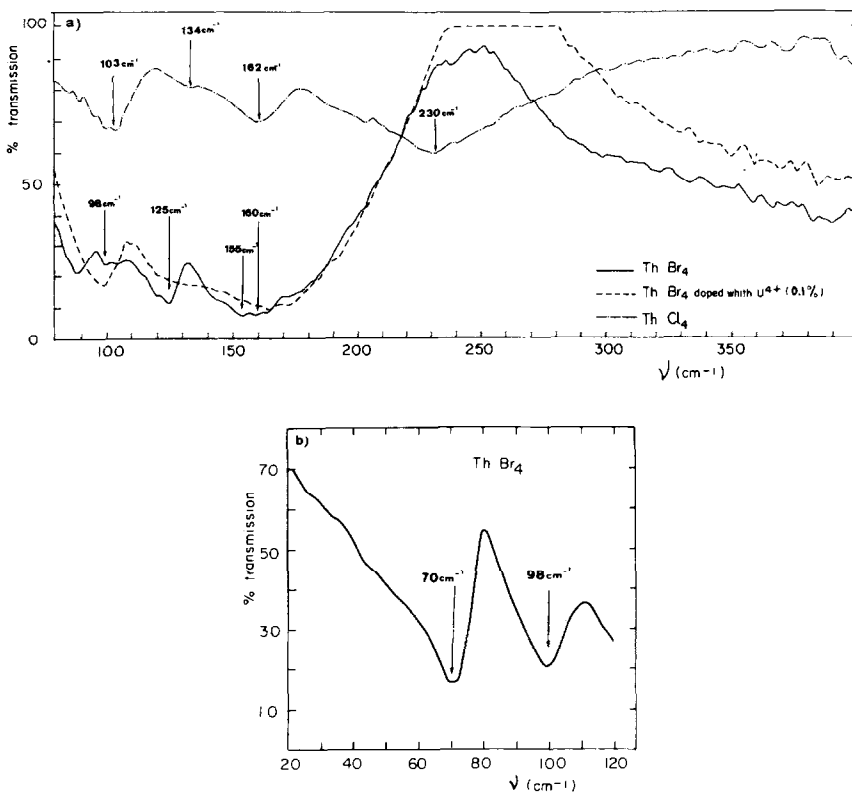 a)
100
50
0
% transmission
103cm⁻¹
134cm⁻¹
162cm⁻¹
230cm⁻¹
98cm⁻¹
125cm⁻¹
155cm⁻¹
160cm⁻¹
Th Br₄
Th Br₄ doped whith U⁴⁺ (0.1%)
Th Cl₄
100 150 200 250 300 350
ν (cm⁻¹)
b)
Th Br₄
70
50
30
10
% transmission
70cm⁻¹
98cm⁻¹
20 40 60 80 100 120
ν (cm⁻¹)